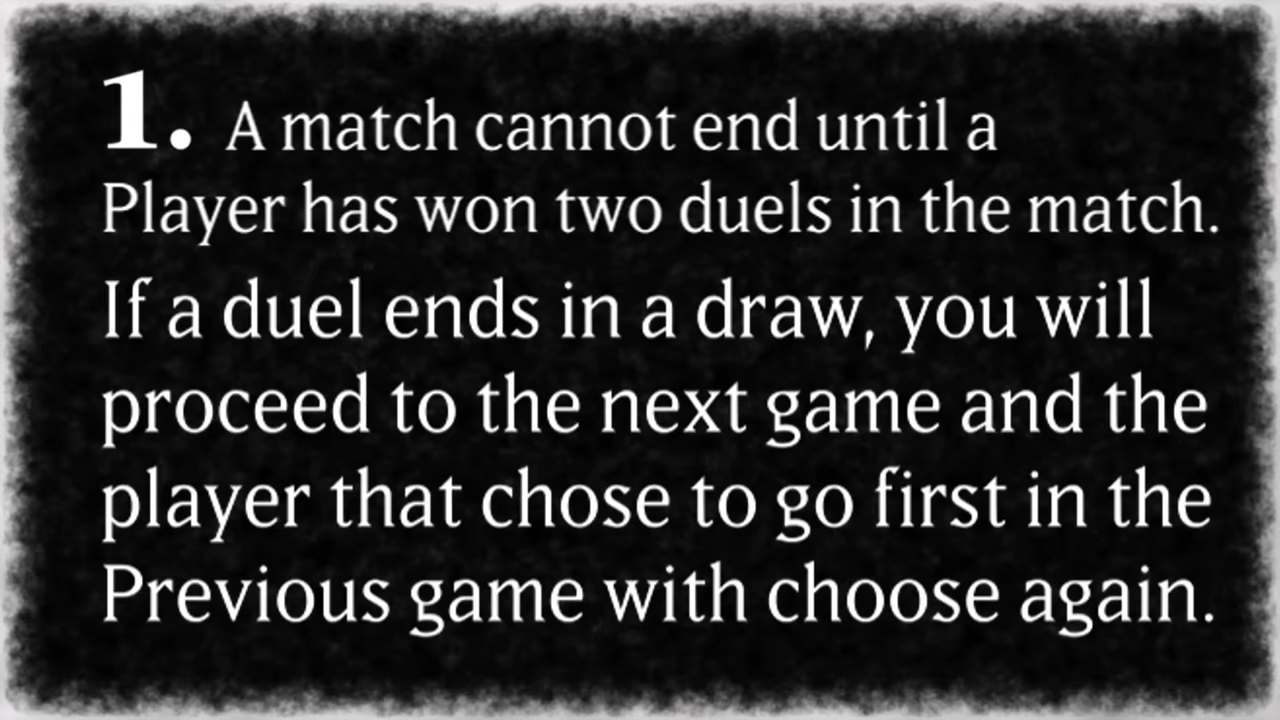 1. A match cannot end until a
Player has won two duels in the match.
If a duel ends in a draw, you will
proceed to the next game and the
player that chose to go first in the
Previous game with choose again.